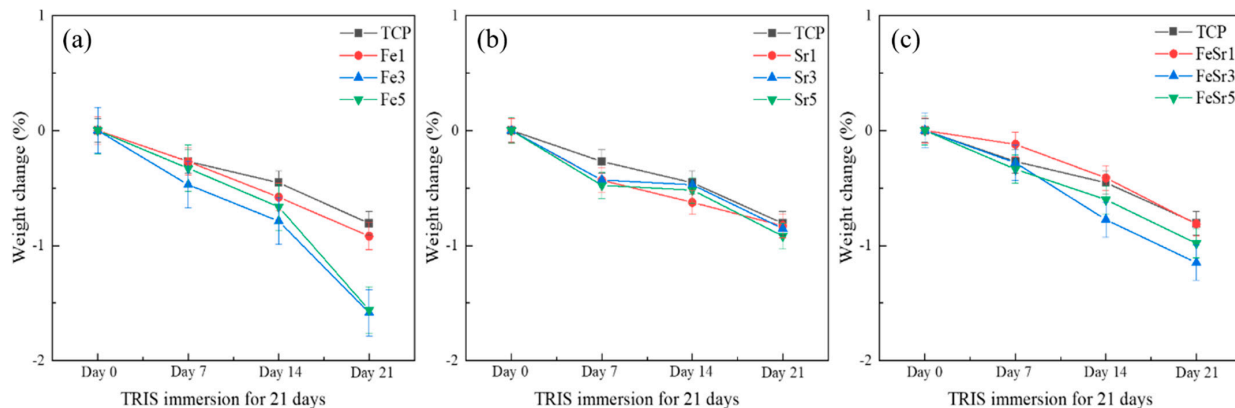 (a)
TCP
Fe1
Fe3
Fe5
Weight change (%)
1
0
-1
-2
Day 0 Day 7 Day 14 Day 21
TRIS immersion for 21 days
(b)
TCP
Sr1
Sr3
Sr5
Weight change (%)
1
0
-1
-2
Day 0 Day 7 Day 14 Day 21
TRIS immersion for 21 days
(c)
TCP
FeSr1
FeSr3
FeSr5
Weight change (%)
1
0
-1
-2
Day 0 Day 7 Day 14 Day 21
TRIS immersion for 21 days